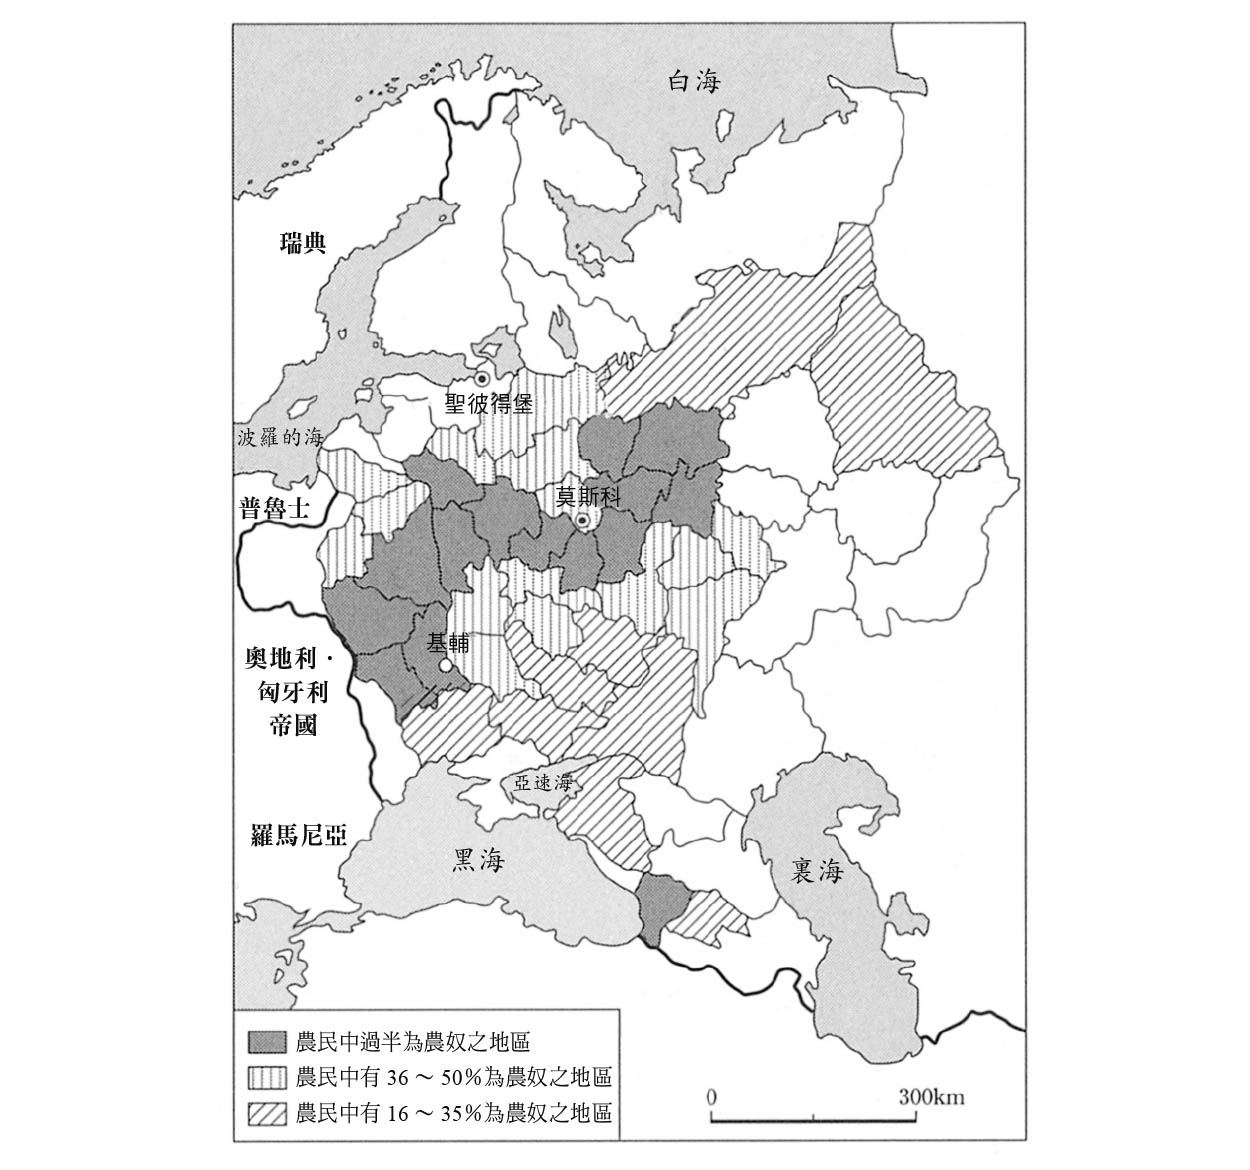 白海
瑞典
聖彼得堡
波羅的海
莫斯科
普魯士
基輔
奧地利・
匈牙利
帝國
亞速海
羅馬尼亞
黑海
裏海
農民中過半為農奴之地區
農民中有 36～50%為農奴之地區
農民中有 16～35%為農奴之地區
0 300km